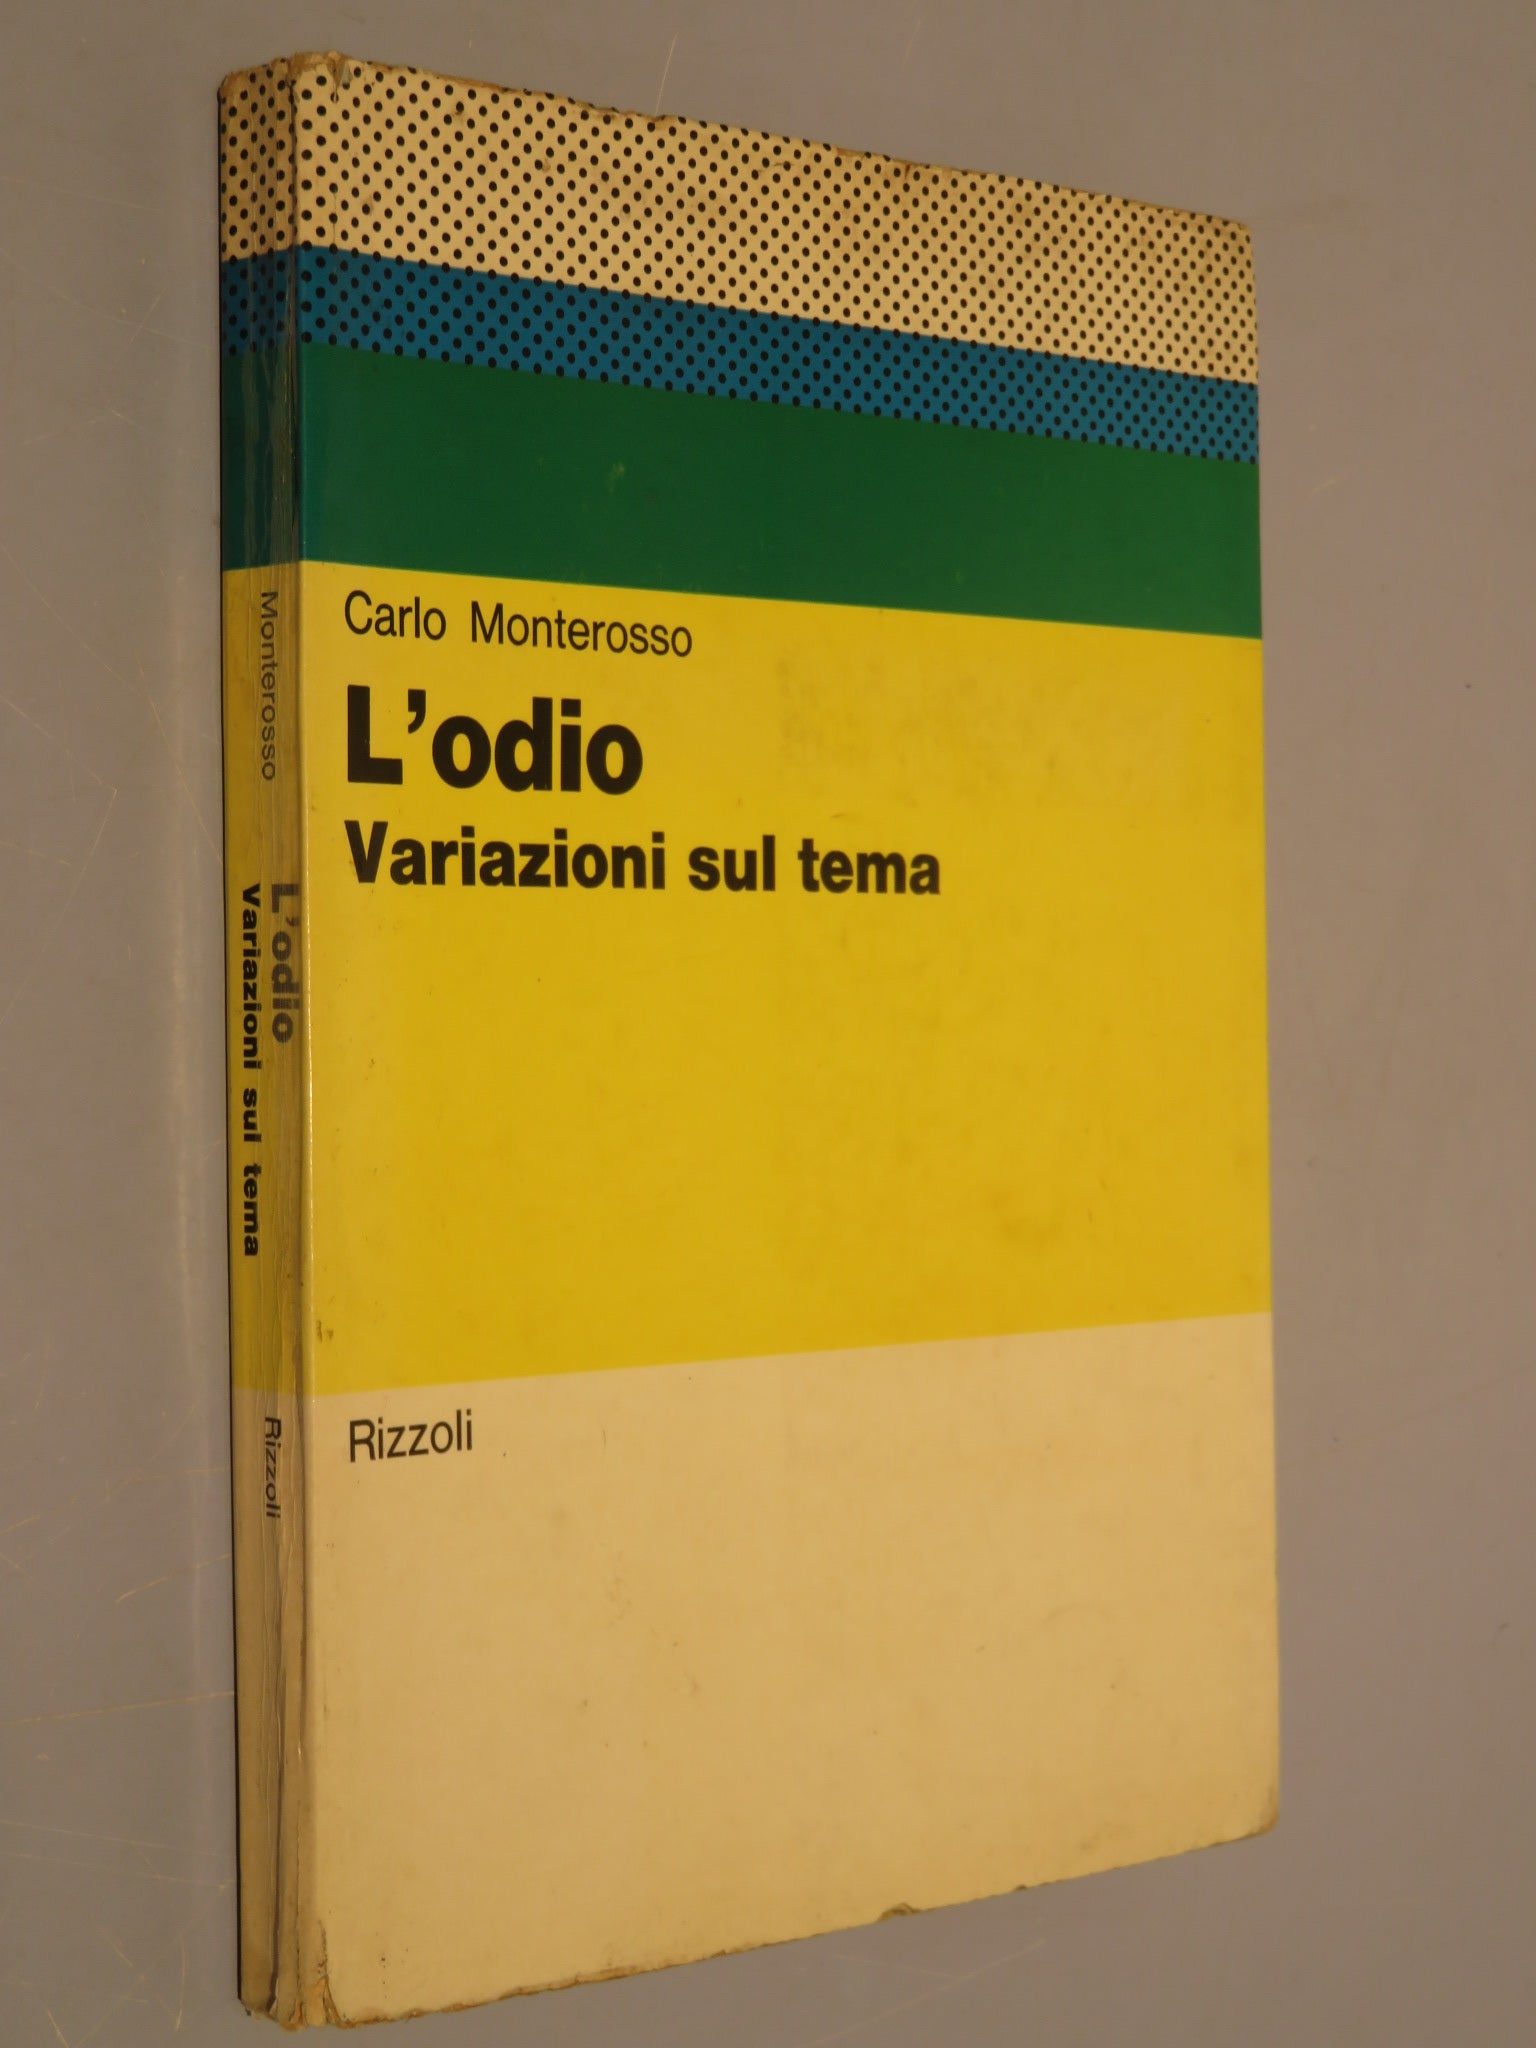 Carlo Monterosso
L'odio
Variazioni sul tema
Rizzoli
Monterosso
L'odio
Variazioni sul tema
Rizzoli